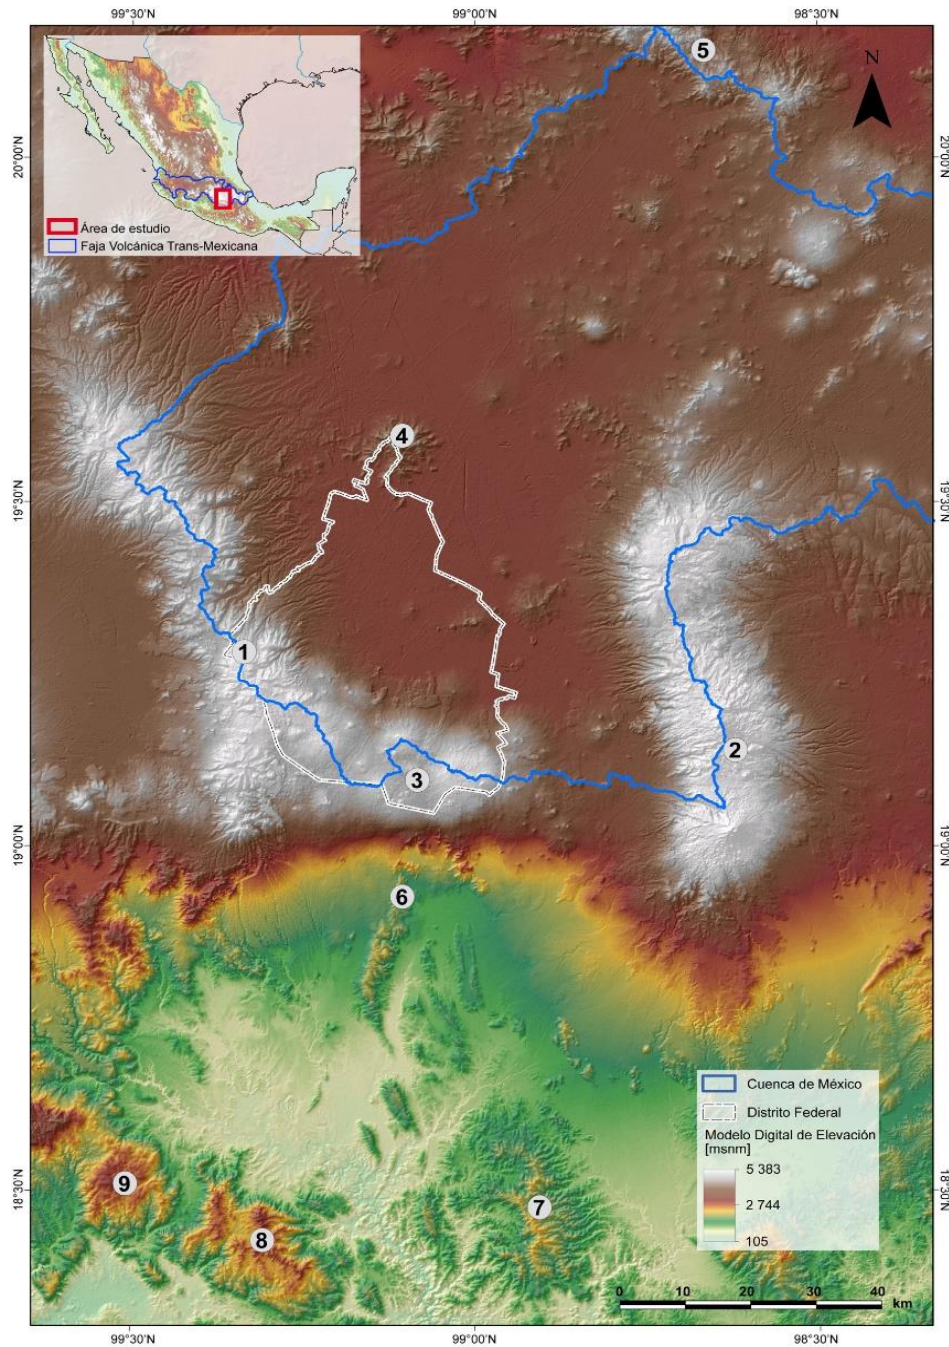 99°30'W 99°00'W 98°30'W
5
N
20°00'N
20°00'N
Área de estudio
Faja Volcánica Trans-Mexicana
4
19°30'N
19°30'N
1
2
3
19°00'N
19°00'N
6
Cuenca de México
Distrito Federal
Modelo Digital de Elevación
[msnm]
5 383
2 744
105
18°30'N
18°30'N
9
7
8
0 10 20 30 40
km
99°30'W 99°00'W 98°30'W